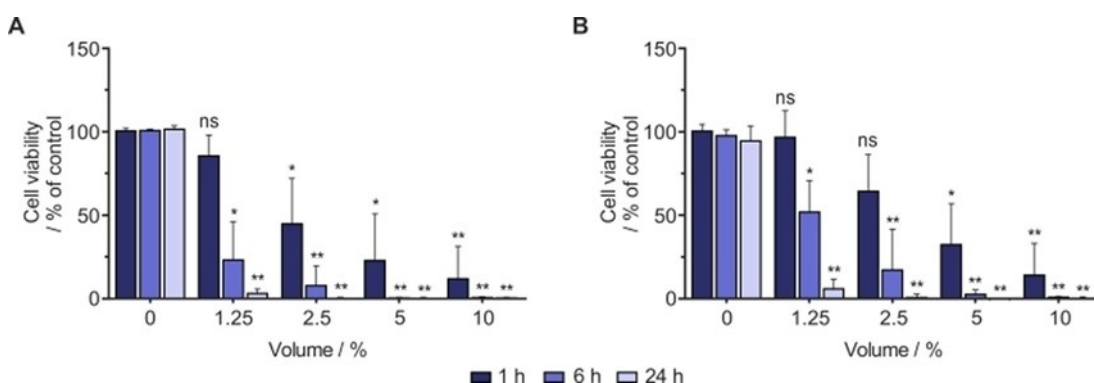 A
150
100
50
0
Cell viability
/ % of control
ns
*
**
*
**
**
*
**
**
**
**
**
0 1.25 2.5 5 10
Volume / %
B
150
100
50
0
Cell viability
/ % of control
ns
*
**
ns
**
**
*
**
**
**
**
**
0 1.25 2.5 5 10
Volume / %
1 h 6 h 24 h